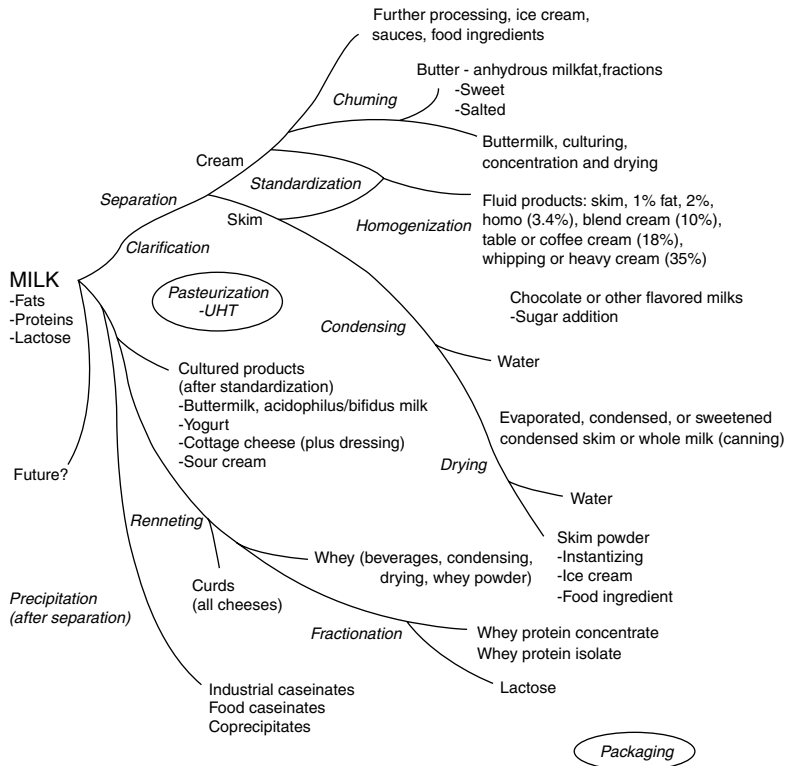 Further processing, ice cream,
sauces, food ingredients
Butter - anhydrous milkfat,fractions
-Sweet
-Salted
Chuming
Buttermilk, culturing,
concentration and drying
Cream
Standardization
Separation
Skim
Homogenization
Fluid products: skim, 1% fat, 2%,
homo (3.4%), blend cream (10%),
table or coffee cream (18%),
whipping or heavy cream (35%)
Clarification
MILK
-Fats
-Proteins
-Lactose
Pasteurization
-UHT
Chocolate or other flavored milks
-Sugar addition
Condensing
Water
Cultured products
(after standardization)
-Buttermilk, acidophilus/bifidus milk
-Yogurt
-Cottage cheese (plus dressing)
-Sour cream
Evaporated, condensed, or sweetened
condensed skim or whole milk (canning)
Future?
Drying
Water
Renneting
Skim powder
-Instantizing
-Ice cream
-Food ingredient
Whey (beverages, condensing,
drying, whey powder)
Curds
(all cheeses)
Precipitation
(after separation)
Fractionation
Whey protein concentrate
Whey protein isolate
Lactose
Industrial caseinates
Food caseinates
Coprecipitates
Packaging